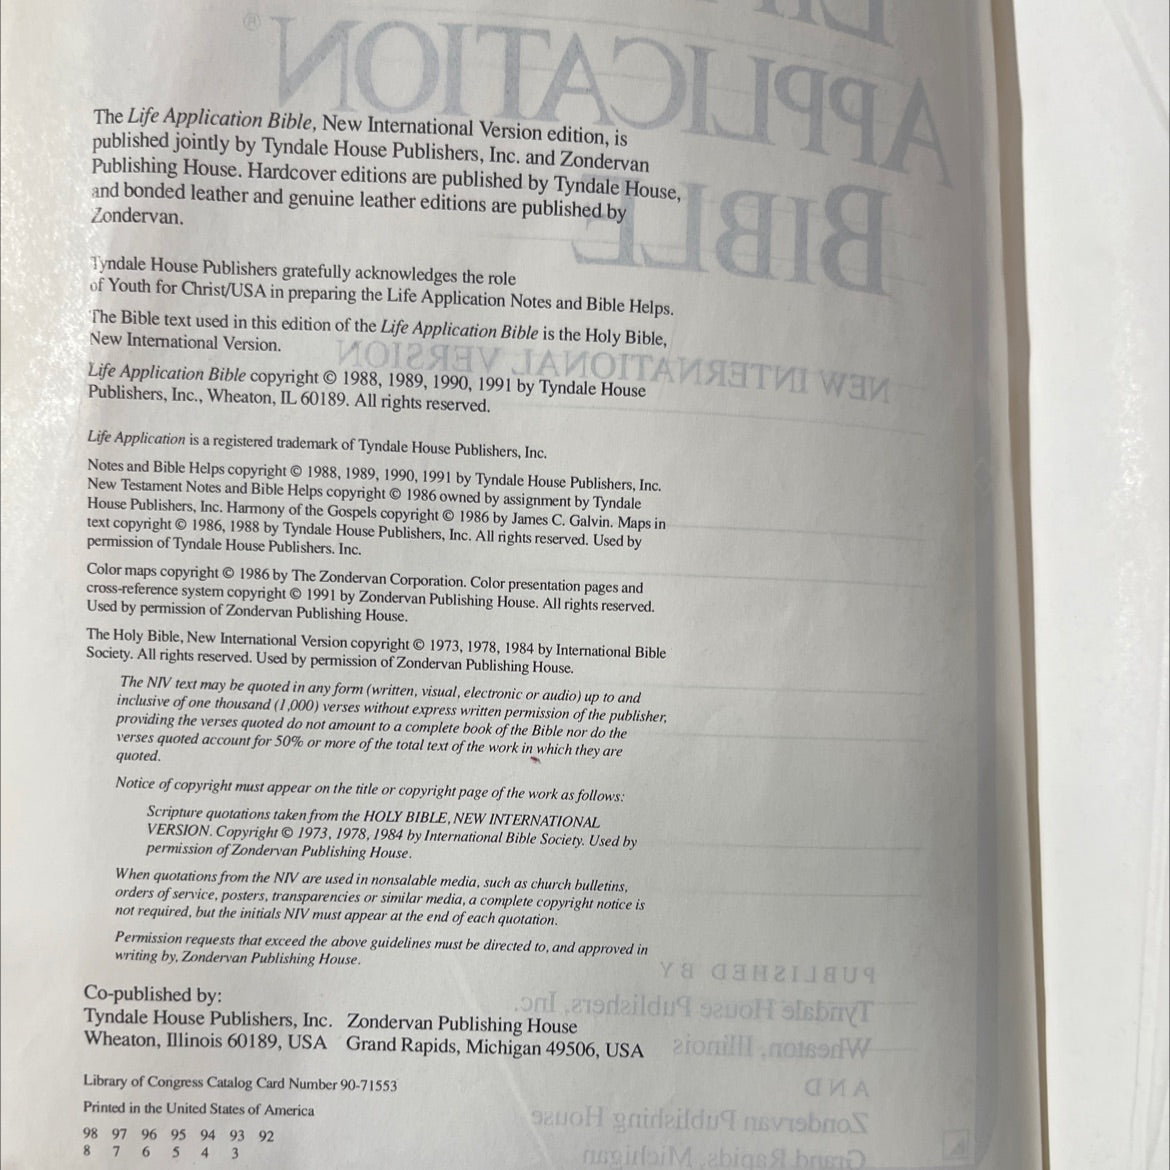 The Life Application Bible, New International Version edition, is
published jointly by Tyndale House Publishers, Inc. and Zondervan
Publishing House. Hardcover editions are published by Tyndale House,
and bonded leather and genuine leather editions are published by
Zondervan.
Tyndale House Publishers gratefully acknowledges the role
of Youth for Christ/USA in preparing the Life Application Notes and Bible Helps.
The Bible text used in this edition of the Life Application Bible is the Holy Bible,
New International Version.
Life Application Bible copyright © 1988, 1989, 1990, 1991 by Tyndale House
Publishers, Inc., Wheaton, IL 60189. All rights reserved.
Life Application is a registered trademark of Tyndale House Publishers, Inc.
Notes and Bible Helps copyright © 1988, 1989, 1990, 1991 by Tyndale House Publishers, Inc.
New Testament Notes and Bible Helps copyright © 1986 owned by assignment by Tyndale
House Publishers, Inc. Harmony of the Gospels copyright © 1986 by James C. Galvin. Maps in
text copyright © 1986, 1988 by Tyndale House Publishers, Inc. All rights reserved. Used by
permission of Tyndale House Publishers. Inc.
Color maps copyright © 1986 by The Zondervan Corporation. Color presentation pages and
cross-reference system copyright © 1991 by Zondervan Publishing House. All rights reserved.
Used by permission of Zondervan Publishing House.
The Holy Bible, New International Version copyright © 1973, 1978, 1984 by International Bible
Society. All rights reserved. Used by permission of Zondervan Publishing House.
The NIV text may be quoted in any form (written, visual, electronic or audio) up to and
inclusive of one thousand (1,000) verses without express written permission of the publisher,
providing the verses quoted do not amount to a complete book of the Bible nor do the
verses quoted account for 50% or more of the total text of the work in which they are
quoted.
Notice of copyright must appear on the title or copyright page of the work as follows:
Scripture quotations taken from the HOLY BIBLE, NEW INTERNATIONAL
VERSION. Copyright © 1973, 1978, 1984 by International Bible Society. Used by
permission of Zondervan Publishing House.
When quotations from the NIV are used in nonsalable media, such as church bulletins,
orders of service, posters, transparencies or similar media, a complete copyright notice is
not required, but the initials NIV must appear at the end of each quotation.
Permission requests that exceed the above guidelines must be directed to, and approved in
writing by, Zondervan Publishing House.
Co-published by:
Tyndale House Publishers, Inc. Zondervan Publishing House
Wheaton, Illinois 60189, USA Grand Rapids, Michigan 49506, USA
Library of Congress Catalog Card Number 90-71553
Printed in the United States of America
98 97 96 95 94 93 92
8 7 6 5 4 3
APPLICATION®
BIBLE
NEW INTERNATIONAL VERSION
PUBLISHED BY
Tyndale House Publishers, Inc.
Wheaton, Illinois
AND
Zondervan Publishing House
Grand Rapids, Michigan